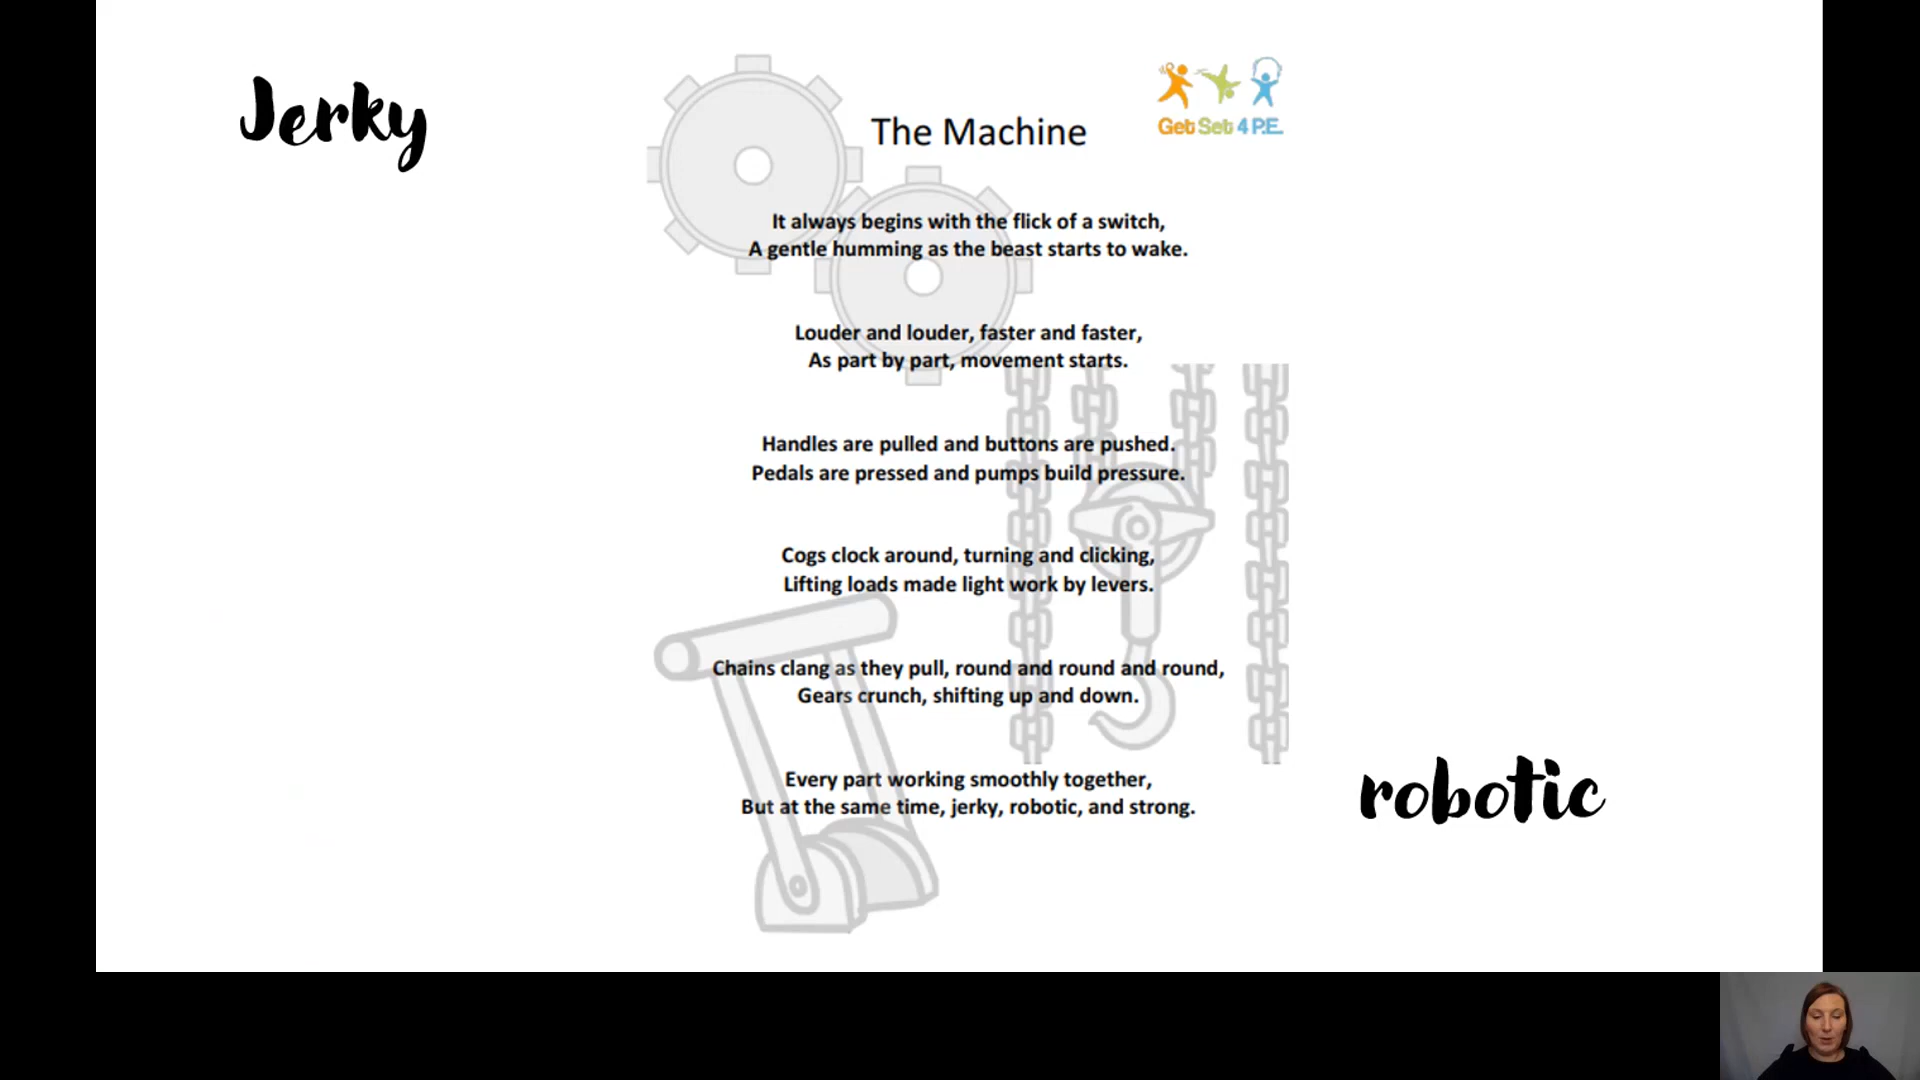 Jerky
The Machine
Get Set 4 P.E.
It always begins with the flick of a switch,
A gentle humming as the beast starts to wake.
Louder and louder, faster and faster,
As part by part, movement starts.
Handles are pulled and buttons are pushed.
Pedals are pressed and pumps build pressure.
Cogs clock around, turning and clicking,
Lifting loads made light work by levers.
Chains clang as they pull, round and round and round,
Gears crunch, shifting up and down.
Every part working smoothly together,
But at the same time, jerky, robotic, and strong.
robotic